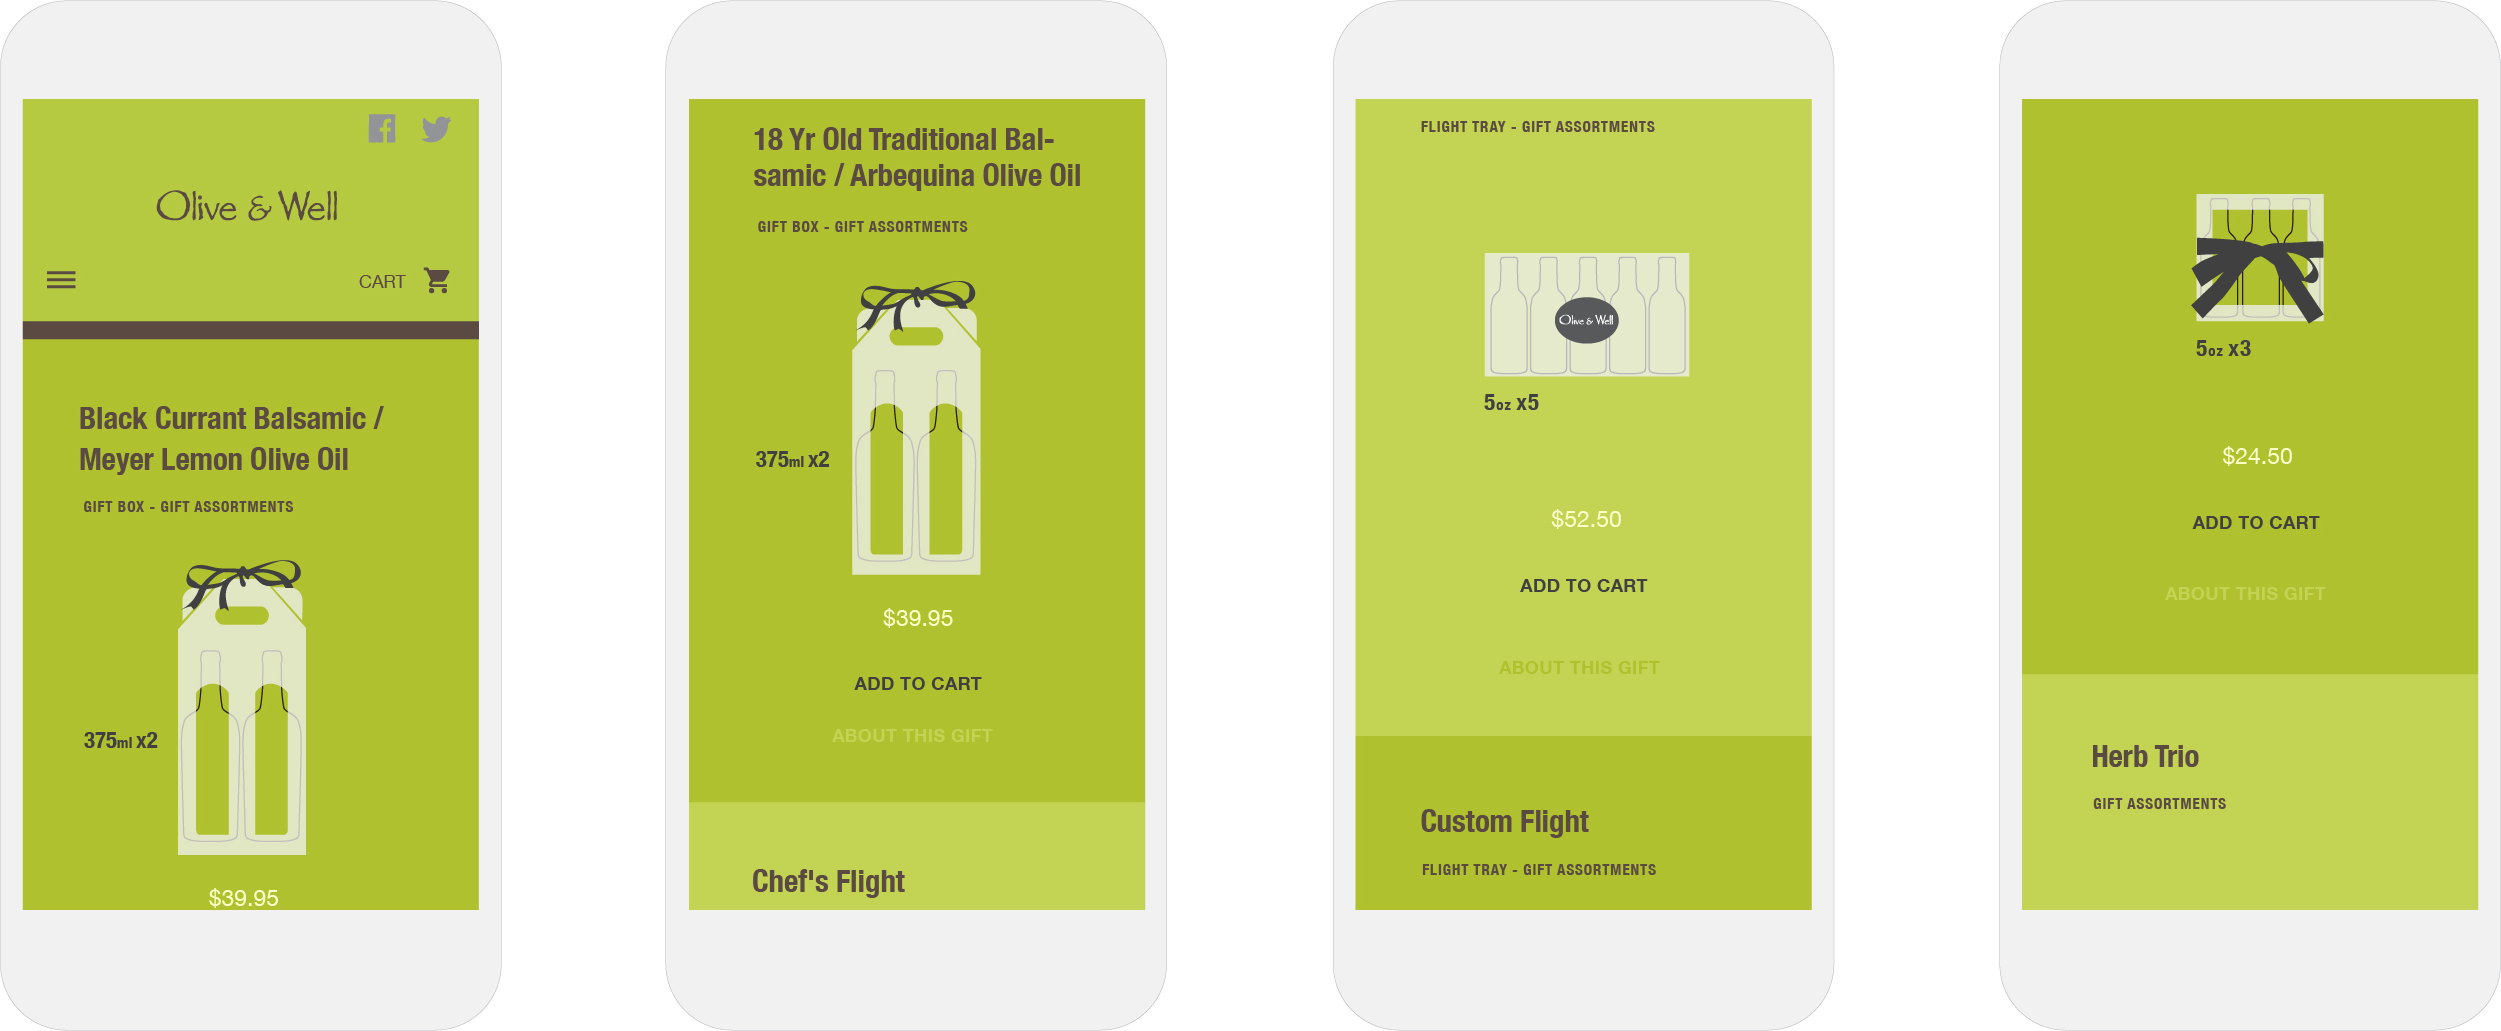 Olive & Well
CART
Black Currant Balsamic /
Meyer Lemon Olive Oil
GIFT BOX - GIFT ASSORTMENTS
375ml x2
$39.95
18 Yr Old Traditional Bal-
samic / Arbequina Olive Oil
GIFT BOX - GIFT ASSORTMENTS
375ml x2
$39.95
ADD TO CART
ABOUT THIS GIFT
Chef's Flight
FLIGHT TRAY - GIFT ASSORTMENTS
Olive & Well
5oz x5
$52.50
ADD TO CART
ABOUT THIS GIFT
Custom Flight
FLIGHT TRAY - GIFT ASSORTMENTS
5oz x3
$24.50
ADD TO CART
ABOUT THIS GIFT
Herb Trio
GIFT ASSORTMENTS